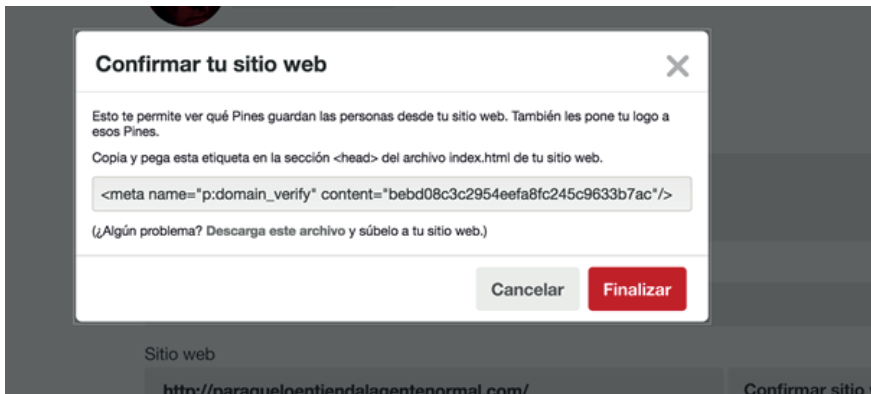 Confirmar tu sitio web
Esto te permite ver qué Pines guardan las personas desde tu sitio web. También les pone tu logo a
esos Pines.
Copia y pega esta etiqueta en la sección <head> del archivo index.html de tu sitio web.
<meta name="p:domain_verify" content="bebd08c3c2954eefa8fc245c9633b7ac"/>
(¿Algún problema? Descarga este archivo y súbelo a tu sitio web.)
Cancelar Finalizar
Sitio web
http://paraqueloentiendalagentenormal.com/ Confirmar sitio